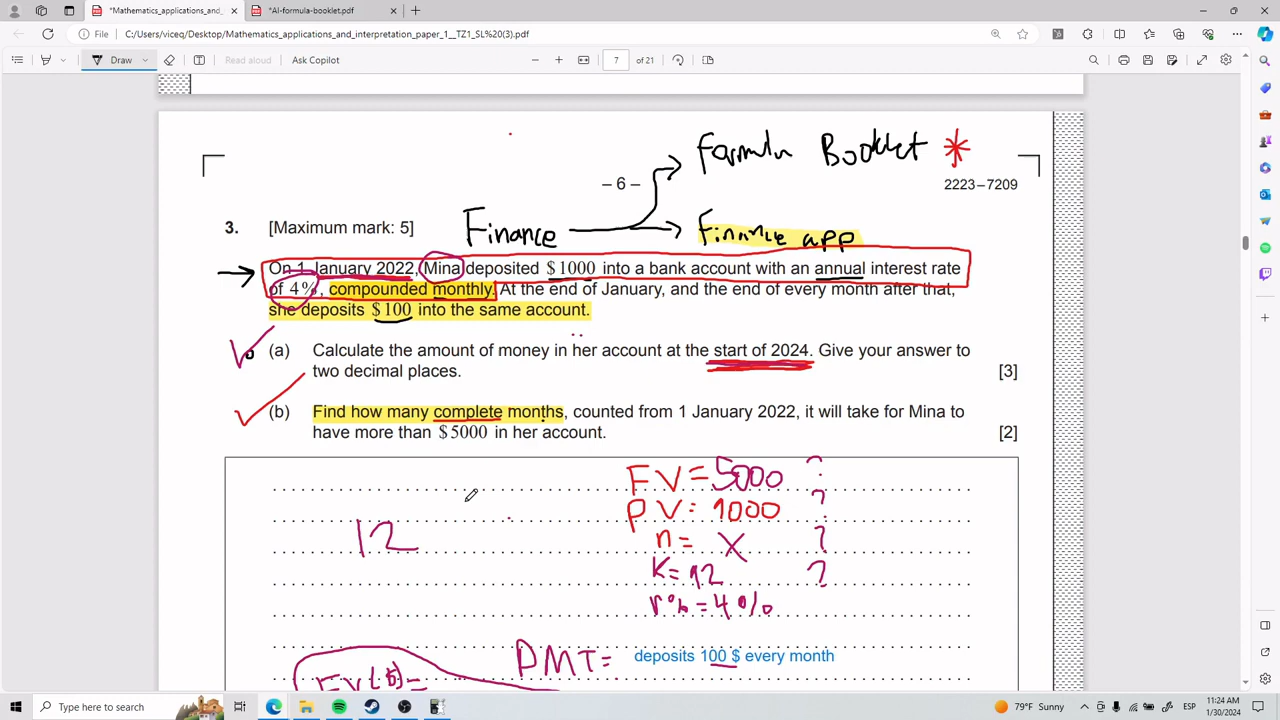 *Mathematics_applications_and_ *AI-formula-booklet.pdf
File C:/Users/viceq/Desktop/Mathematics_applications_and_interpretation_paper_1__TZ1_SL%20(3).pdf
Draw Read aloud Ask Copilot 7 of 21
Formula Booklet *
– 6 – 2223–7209
3. [Maximum mark: 5] Finance Finance app
On 1 January 2022, Mina deposited $1000 into a bank account with an annual interest rate
of 4%, compounded monthly. At the end of January, and the end of every month after that,
she deposits $100 into the same account.
(a) Calculate the amount of money in her account at the start of 2024. Give your answer to
two decimal places. [3]
(b) Find how many complete months, counted from 1 January 2022, it will take for Mina to
have more than $5000 in her account. [2]
FV = 5000 ?
PV: 1000 ?
12 n = X ?
K = 12 ?
r% = 4%
PMT = deposits 100 $ every month
FV(5) =
Type here to search 79°F Sunny ESP 11:24 AM
1/30/2024